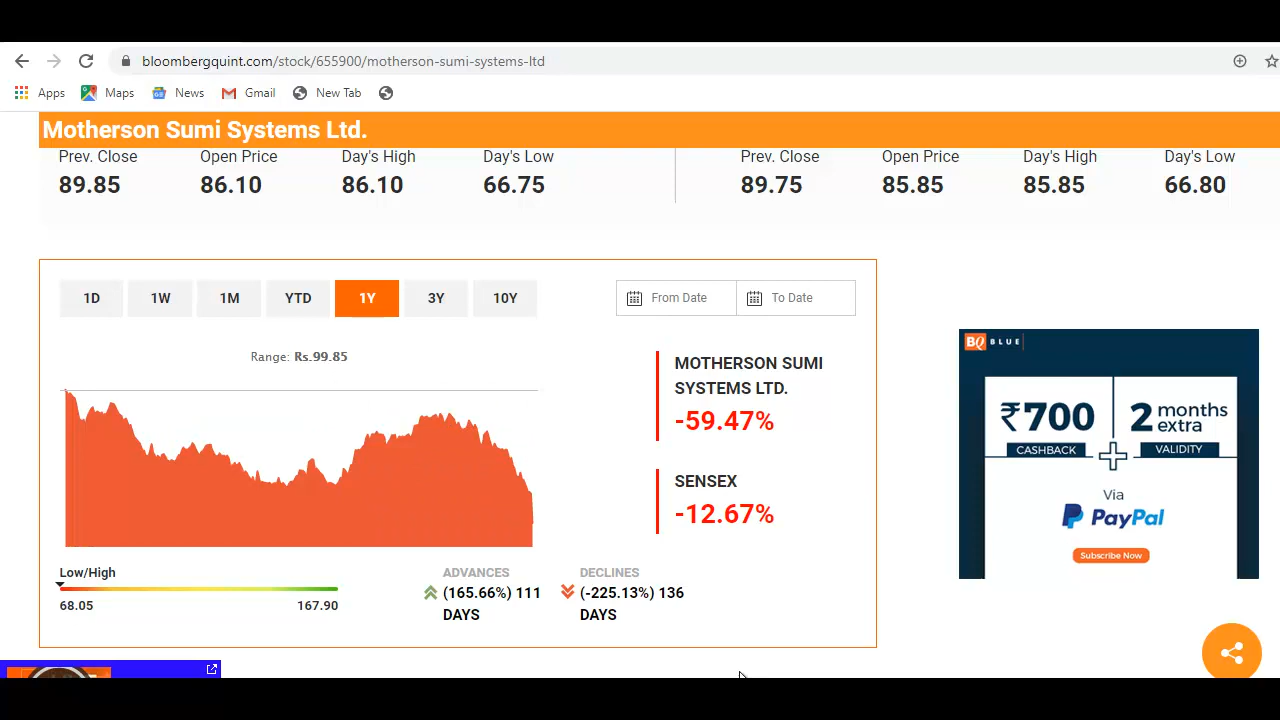 bloombergquint.com/stock/655900/motherson-sumi-systems-ltd
Apps Maps News Gmail New Tab
Motherson Sumi Systems Ltd.
Prev. Close Open Price Day's High Day's Low Prev. Close Open Price Day's High Day's Low
89.85 86.10 86.10 66.75 89.75 85.85 85.85 66.80
1D 1W 1M YTD 1Y 3Y 10Y From Date To Date
Range: Rs.99.85
MOTHERSON SUMI
SYSTEMS LTD.
-59.47%
SENSEX
-12.67%
Low/High
68.05 167.90
ADVANCES
(165.66%) 111
DAYS
DECLINES
(-225.13%) 136
DAYS
BQ BLUE
₹700
CASHBACK
2 months
extra
VALIDITY
Via
PayPal
Subscribe Now